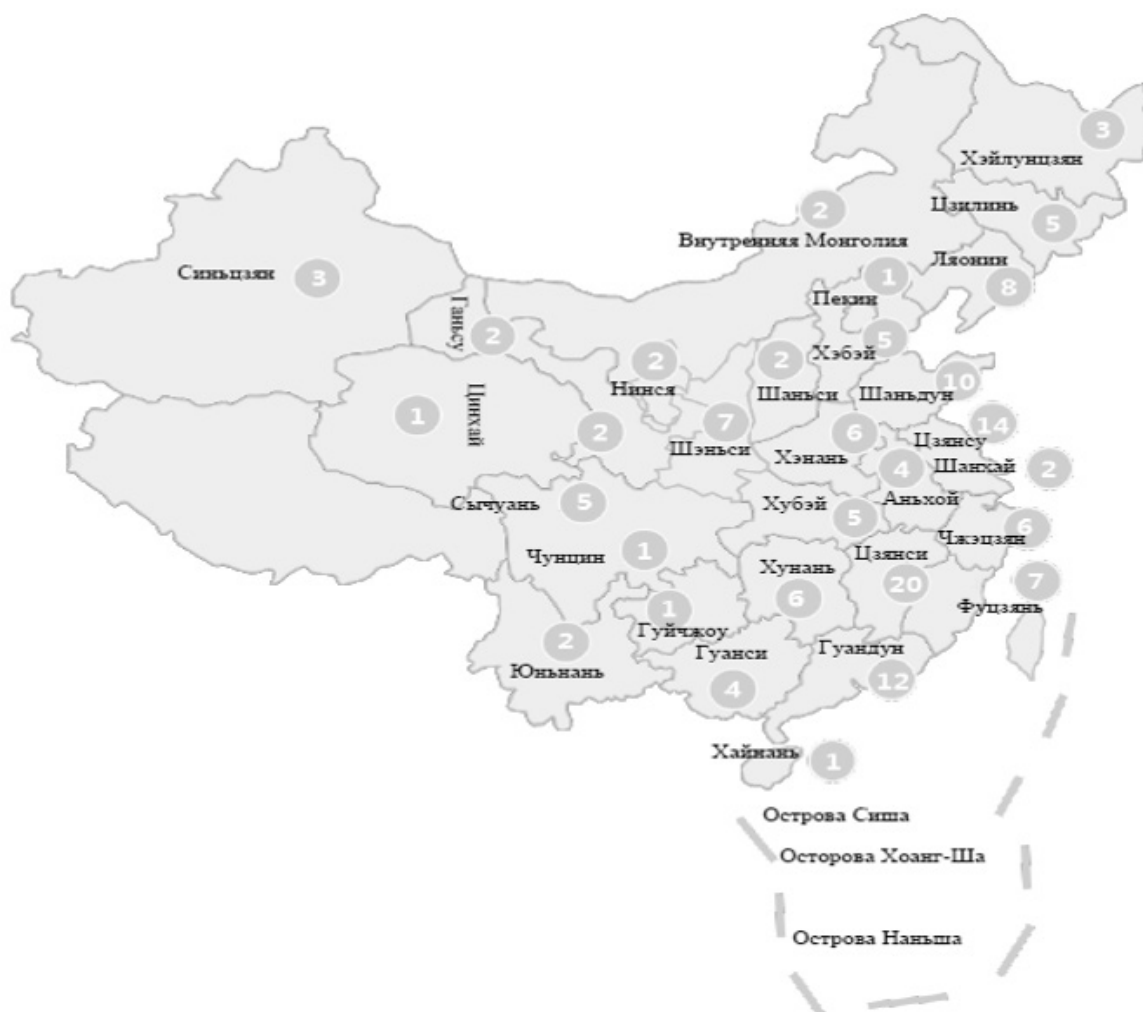 3
Хэйлунцзян
2
Цзилинь
5
Внутренняя Монголия
Синьцзян
3
Ляонин
1
8
Пекин
Ганьсу
2
5
2
2
Хэбэй
Нинся
Шаньси
Шаньдун
10
1
Цинхай
7
2
6
14
Цзянсу
Шэньси
Хэнань
4
Шанхай
2
Сычуань
5
Хубэй
5
Аньхой
6
Чжэцзян
Чунцин
1
Хунань
Цзянси
7
20
Фуцзянь
1
6
Гуйчжоу
2
Юньнань
Гуанси
4
Гуандун
12
Хайнань
1
Острова Сиша
Осторова Хоанг-Ша
Острова Наньша